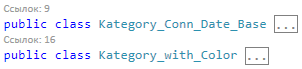 Ссылок: 9
public class Kategory_Conn_Date_Base ...
Ссылок: 16
public class Kategory_with_Color ...